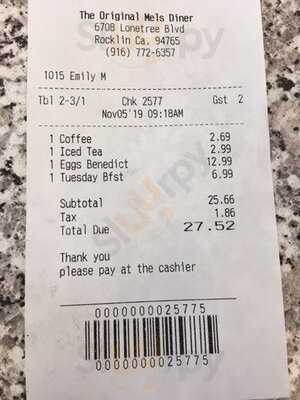 The Original Mels Diner
6708 Lonetree Blvd
Rocklin Ca. 94765
(916) 772-6357
1015 Emily M
Tbl 2-3/1 Chk 2577 Gst 2
Nov05'19 09:18AM
1 Coffee 2.69
1 Iced Tea 2.99
1 Eggs Benedict 12.99
1 Tuesday Bfst 6.99
Subtotal 25.66
Tax 1.86
Total Due 27.52
Thank you
please pay at the cashier
0000000025775
0000000025775
Sluurpy